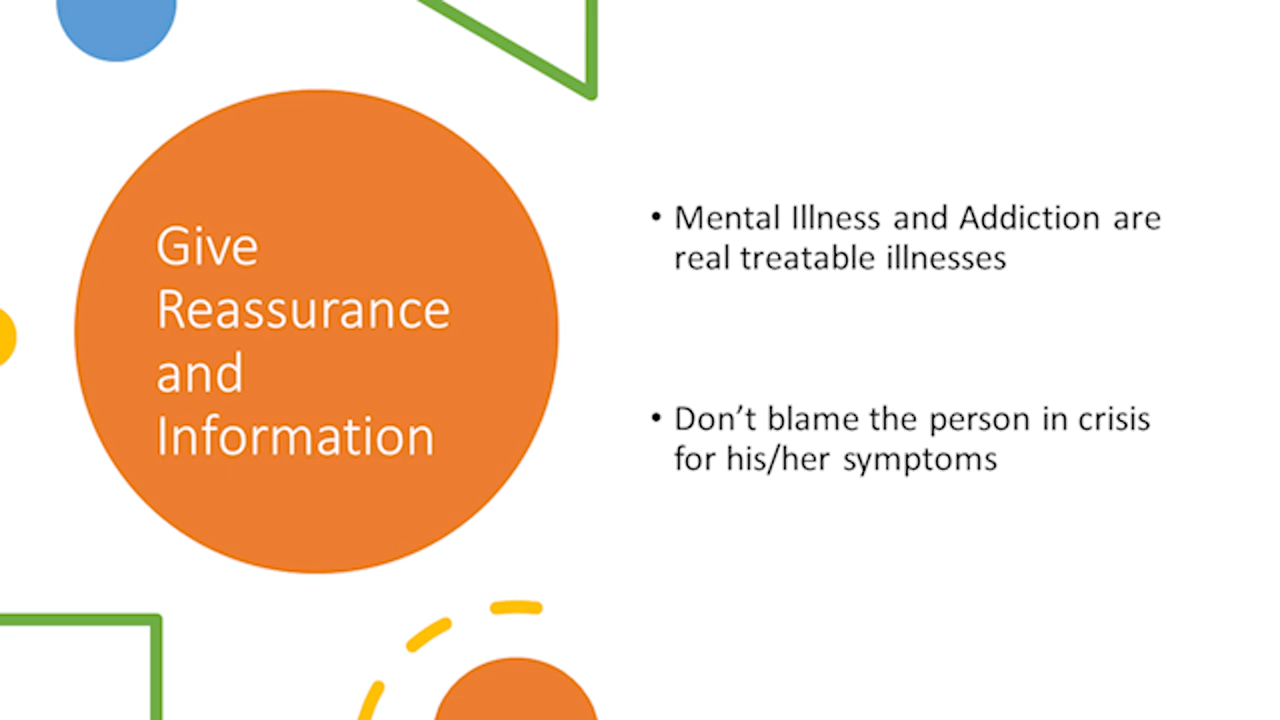 Give
Reassurance
and
Information
• Mental Illness and Addiction are
real treatable illnesses
• Don’t blame the person in crisis
for his/her symptoms